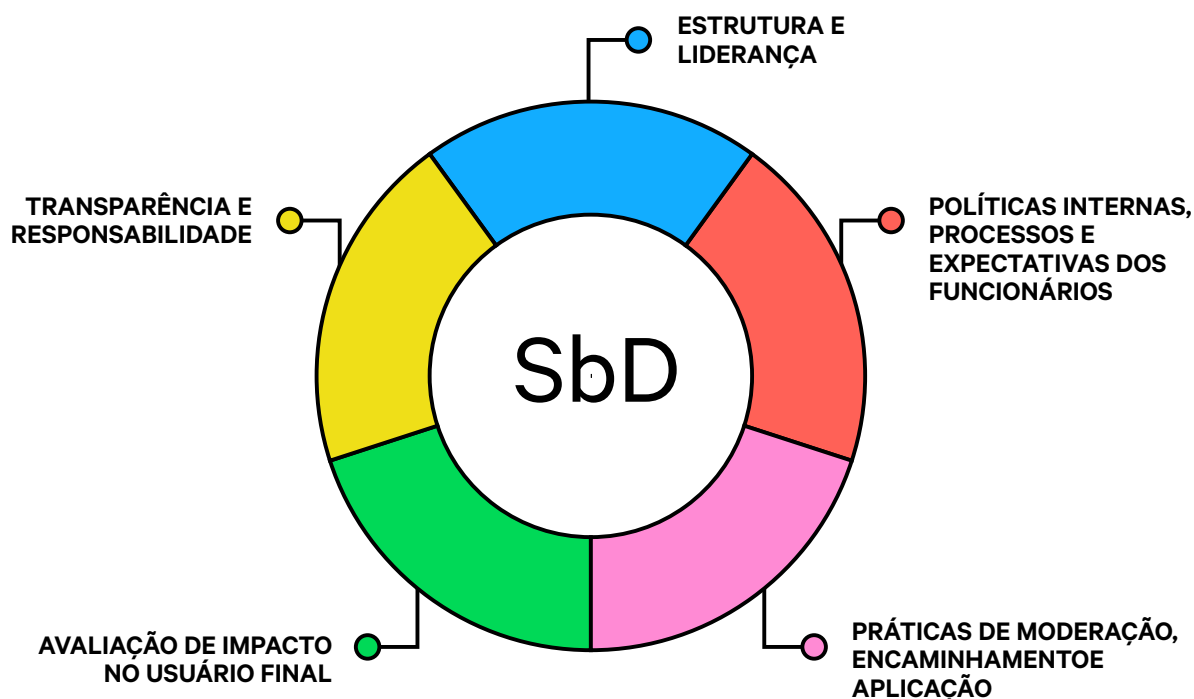 ESTRUTURA E
LIDERANÇA
TRANSPARÊNCIA E
RESPONSABILIDADE
POLÍTICAS INTERNAS,
PROCESSOS E
EXPECTATIVAS DOS
FUNCIONÁRIOS
SbD
AVALIAÇÃO DE IMPACTO
NO USUÁRIO FINAL
PRÁTICAS DE MODERAÇÃO,
ENCAMINHAMENTOE
APLICAÇÃO